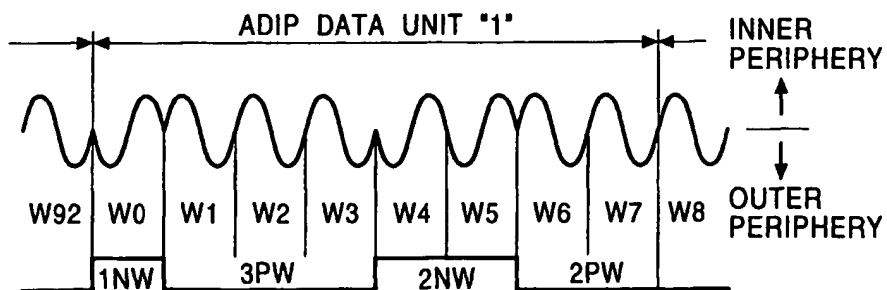 ADIP DATA UNIT "1"
INNER
PERIPHERY
W92 W0 W1 W2 W3 W4 W5 W6 W7 W8
OUTER
PERIPHERY
1NW 3PW 2NW 2PW